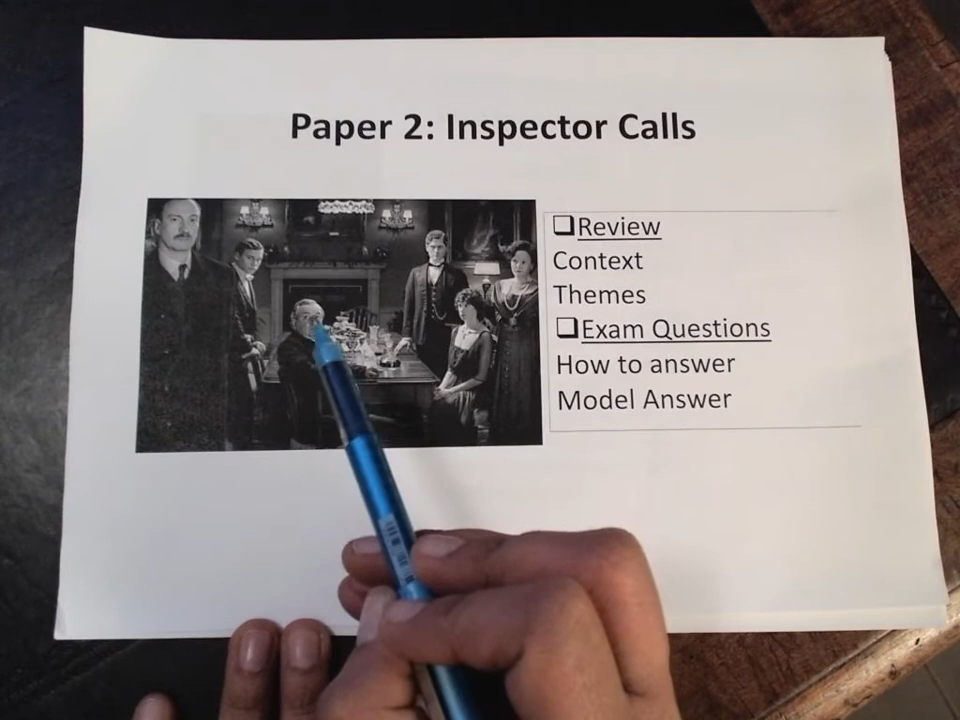 Paper 2: Inspector Calls
Review
Context
Themes
Exam Questions
How to answer
Model Answer